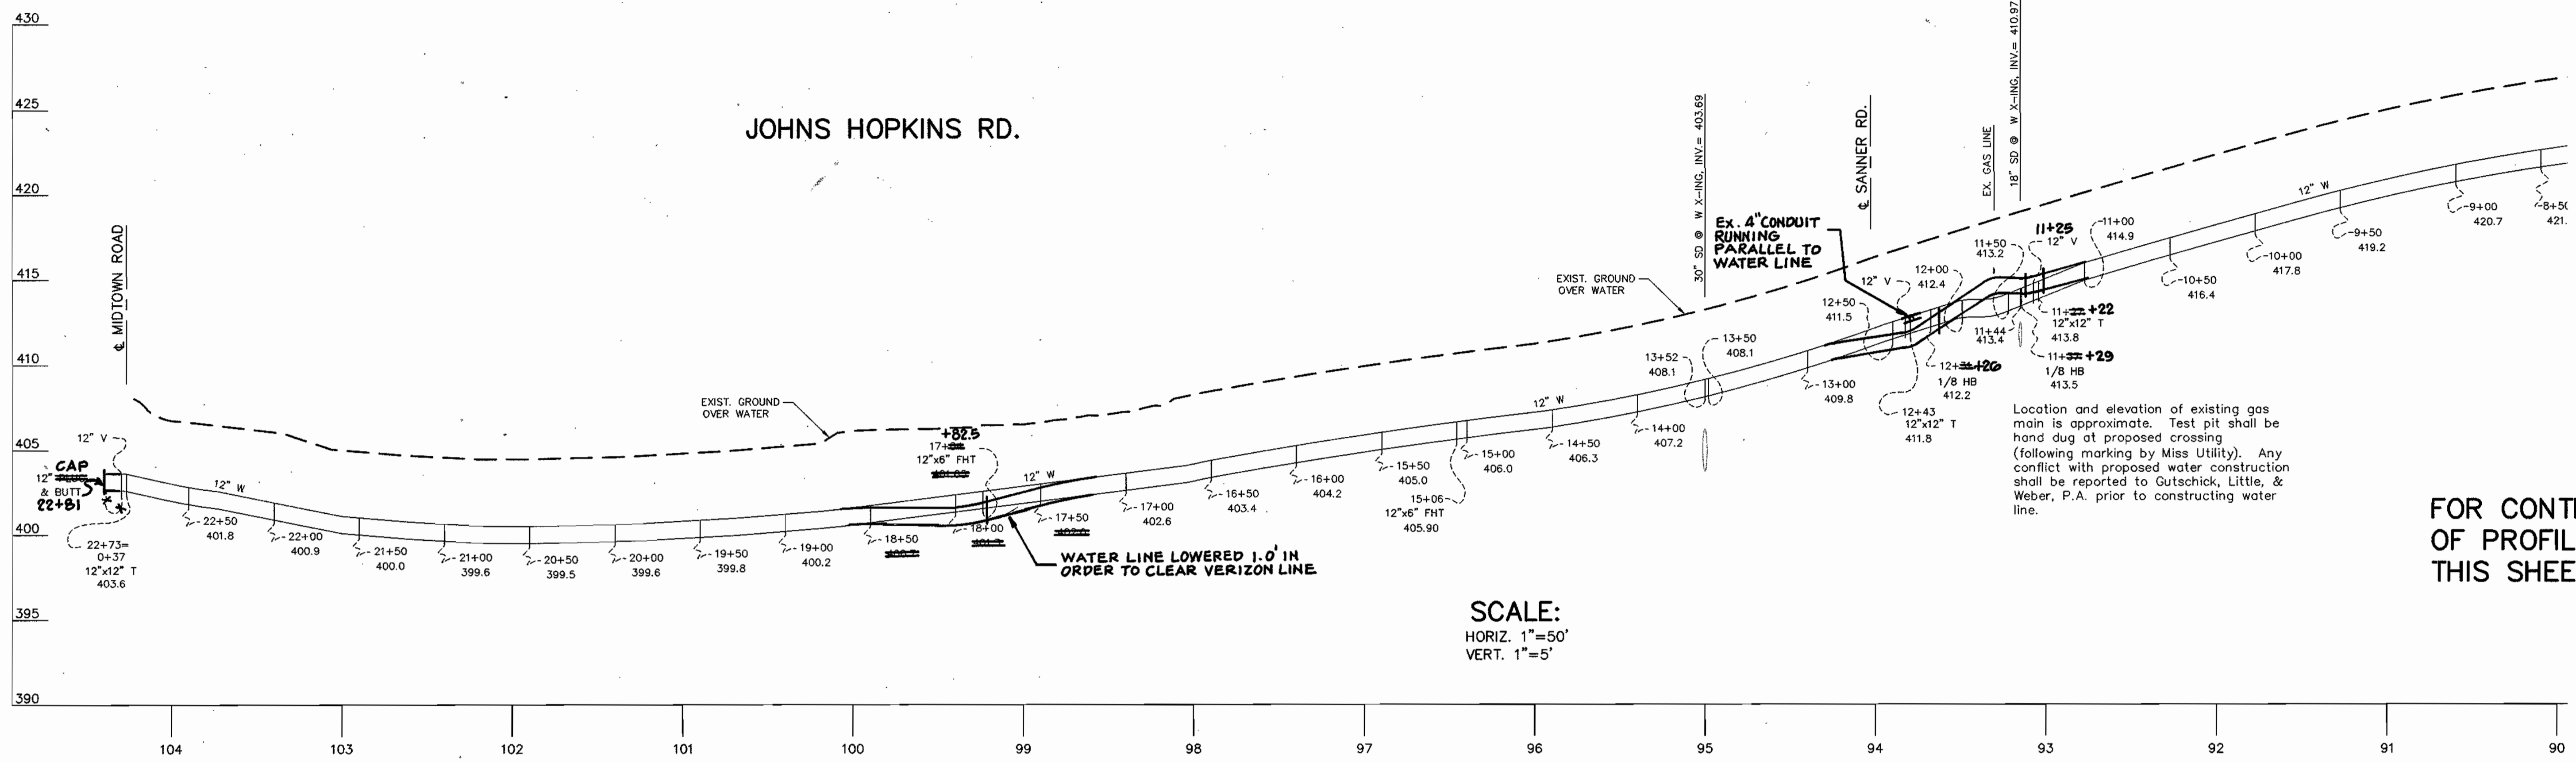 430
425
420
415
410
405
400
395
390
JOHNS HOPKINS RD.
℄ MIDTOWN ROAD
12" V
CAP
12" PLUG
& BUTT
22+81
22+73=
0+37
12"x12" T
403.6
12" W
22+50
401.8
22+00
400.9
21+50
400.0
21+00
399.6
20+50
399.5
20+00
399.6
19+50
399.8
19+00
400.2
18+50
400.7
18+00
401.3
17+50
402.0
EXIST. GROUND
OVER WATER
+82.5
17+
12"x6" FHT
12" W
WATER LINE LOWERED 1.0' IN
ORDER TO CLEAR VERIZON LINE
17+00
402.6
16+50
403.4
16+00
404.2
15+50
405.0
15+06
12"x6" FHT
405.90
15+00
406.0
12" W
14+50
406.3
14+00
407.2
13+52
408.1
13+50
408.1
EXIST. GROUND
OVER WATER
30" SD @ W X-ING, INV.= 403.69
13+00
409.8
Ex. 4" CONDUIT
RUNNING
PARALLEL TO
WATER LINE
℄ SANNER RD.
12" V
12+50
411.5
12+00
412.4
12+43
12"x12" T
411.8
12+ +26
1/8 HB
412.2
EX. GAS LINE
18" SD @ W X-ING, INV.= 410.97
11+50
413.2
11+44
413.4
11+25
12" V
11+00
414.9
11+ +22
12"x12" T
413.8
11+37 +29
1/8 HB
413.5
10+50
416.4
10+00
417.8
12" W
9+50
419.2
9+00
420.7
8+50
421.
Location and elevation of existing gas
main is approximate. Test pit shall be
hand dug at proposed crossing
(following marking by Miss Utility). Any
conflict with proposed water construction
shall be reported to Gutschick, Little, &
Weber, P.A. prior to constructing water
line.
FOR CONT
OF PROFIL
THIS SHEE
SCALE:
HORIZ. 1"=50'
VERT. 1"=5'
104 103 102 101 100 99 98 97 96 95 94 93 92 91 90